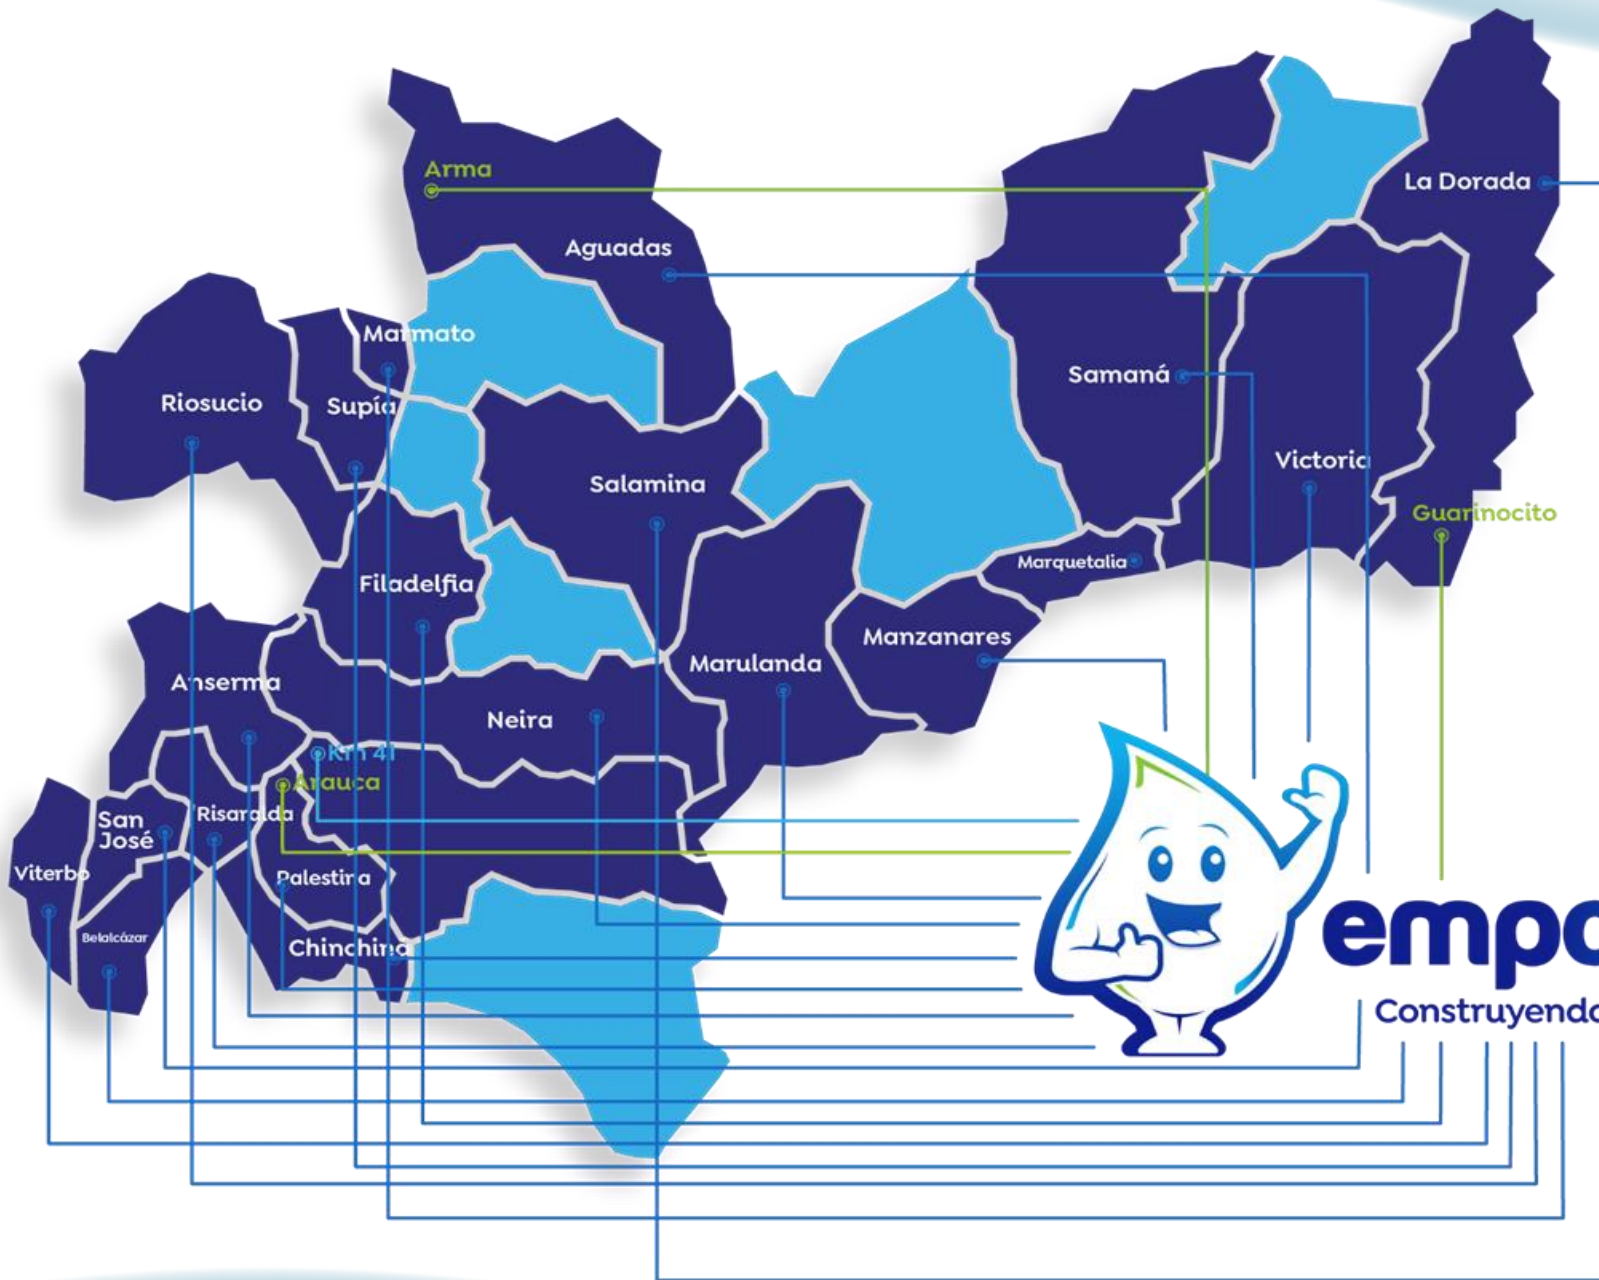 Arma
La Dorada
Aguadas
Marmato
Samaná
Riosucio
Supía
Victoria
Salamina
Guarinocito
Marquetalia
Filadelfia
Manzanares
Marulanda
Anserma
Neira
Km 41
Arauca
San
José
Risaralda
Viterbo
Palestina
Belalcázar
Chinchiná
Construyendo